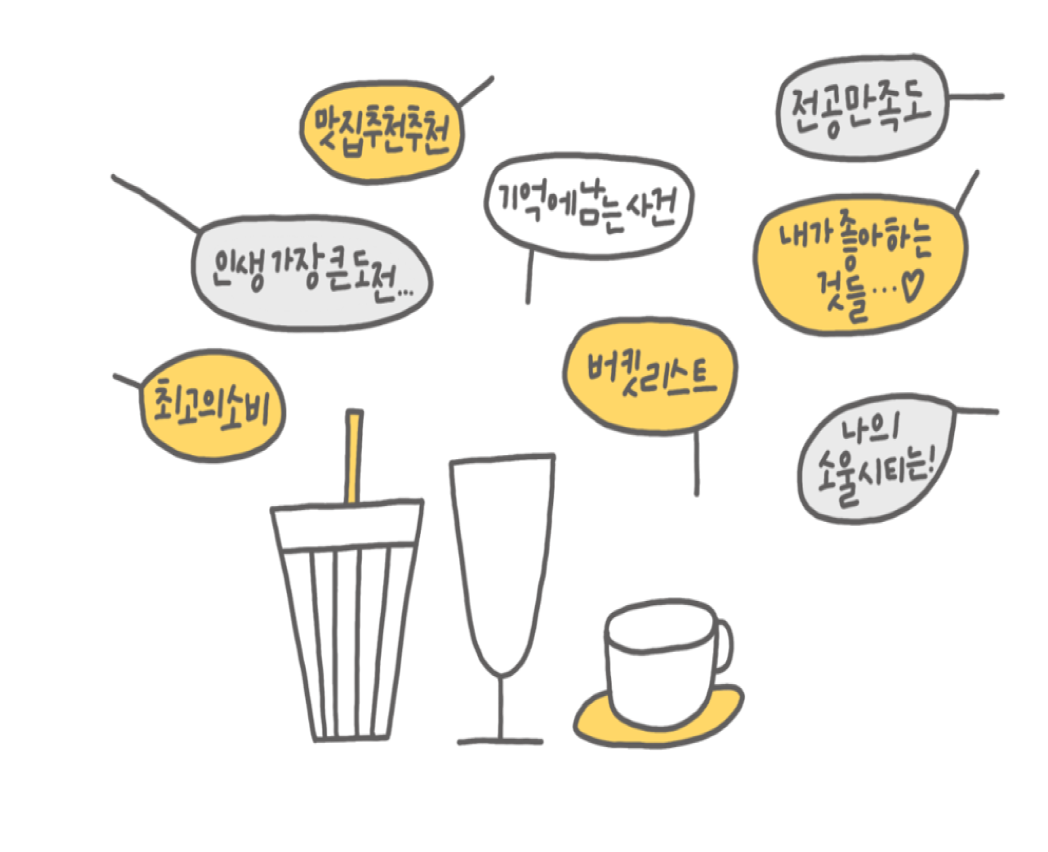 맛집추천추천
전공만족도
기억에남는사건
인생 가장 큰 도전...
내가 좋아하는
것들...♡
버킷리스트
최고의소비
나의
소울시티는!